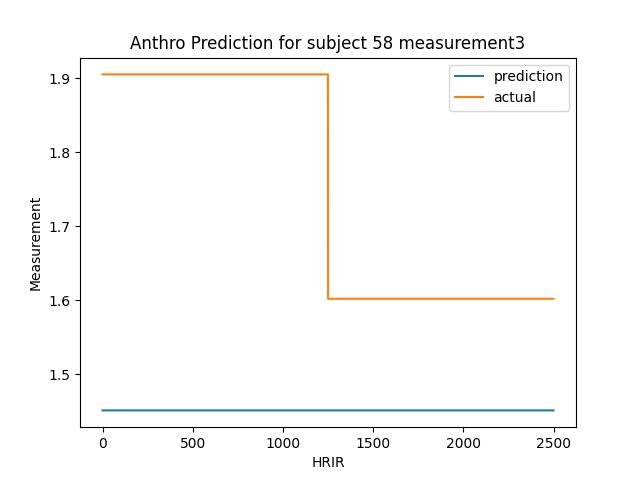 Anthro Prediction for subject 58 measurement3
prediction
actual
1.9
1.8
1.7
1.6
1.5
Measurement
0 500 1000 1500 2000 2500
HRIR